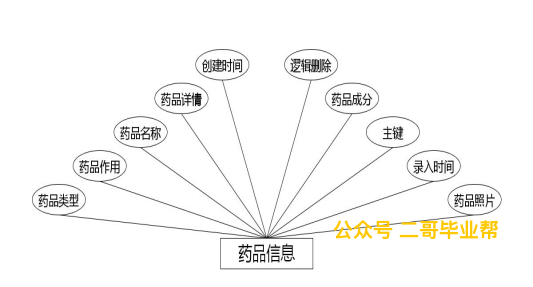 创建时间
逻辑删除
药品详情
药品成分
药品名称
主键
药品作用
录入时间
药品类型
药品照片
公众号 二哥毕业帮
药品信息